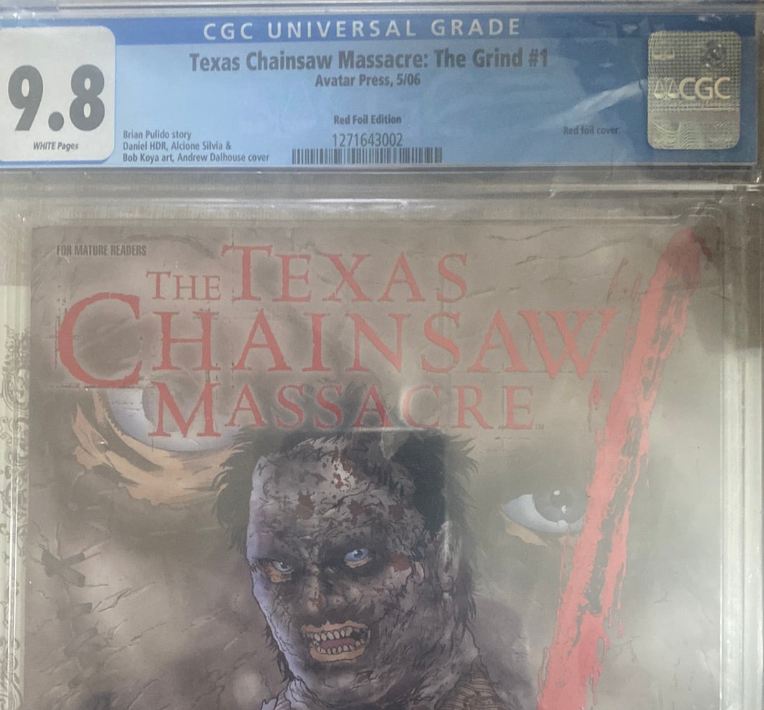 CGC UNIVERSAL GRADE
Texas Chainsaw Massacre: The Grind #1
Avatar Press, 5/06
9.8
WHITE Pages
Red Foil Edition
Brian Pulido story
Daniel HDR, Alcione Silvia &
Bob Koya art, Andrew Dalhouse cover
1271643002
Red foil cover.
CGC
FOR MATURE READERS
THE TEXAS
CHAINSAW
MASSACRE